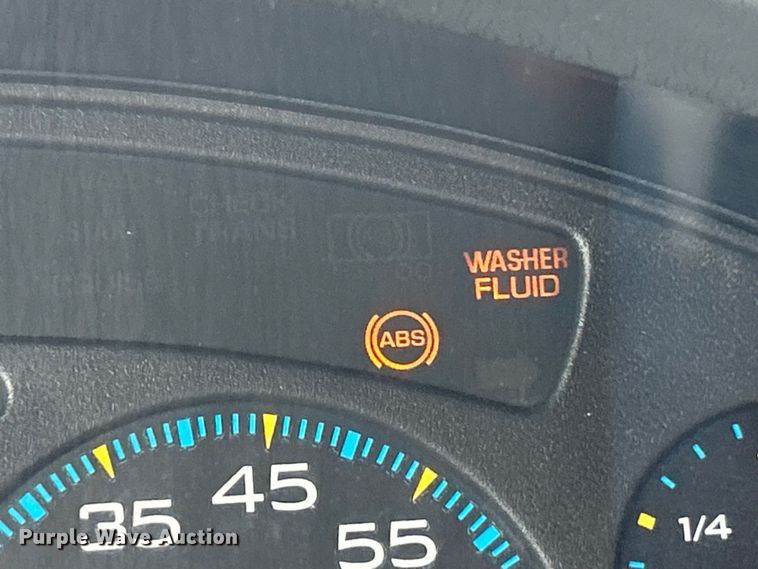 CHECK
TRANS
WASHER
FLUID
ABS
35
45
55
1/4
Purple Wave Auction